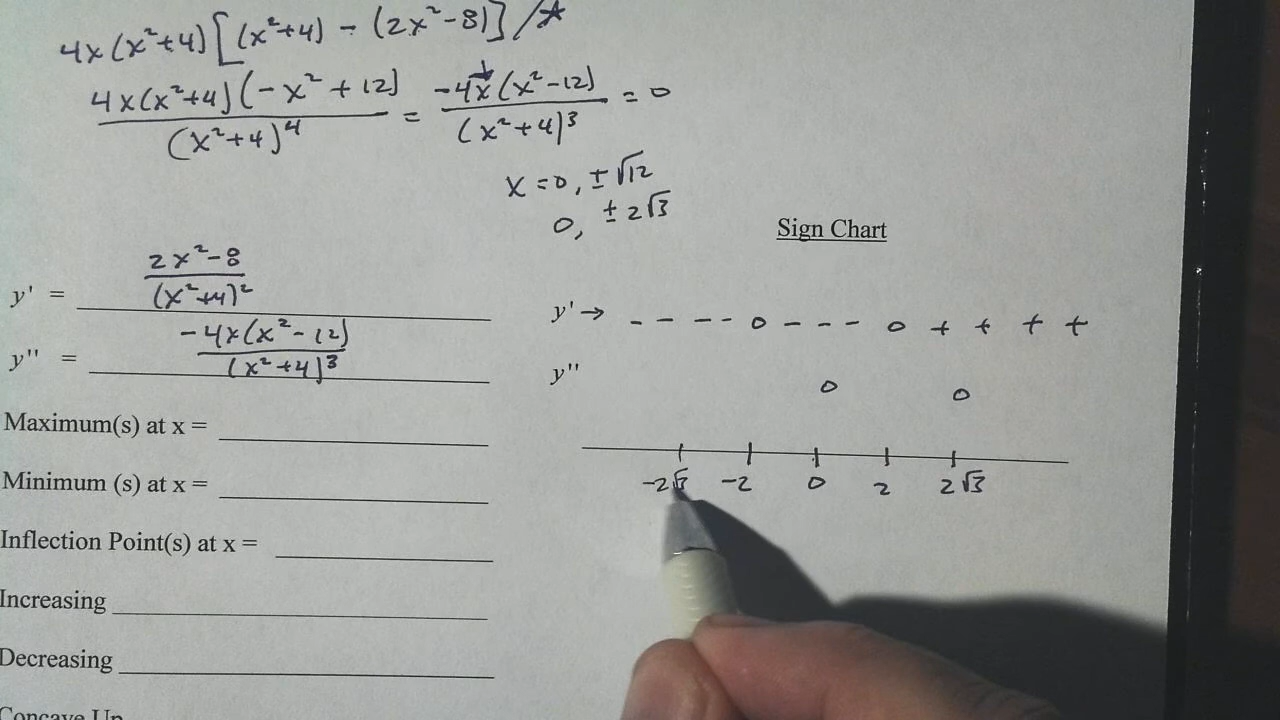 4x(x²+4)[(x²+4) - (2x²-8)] /*
4x(x²+4)(-x²+12) / (x²+4)⁴ = -4x(x²-12) / (x²+4)³ = 0
x = 0, ±√12
0, ±2√3
Sign Chart
y' = 2x²-8 / (x²+4)²
y' → - - - - 0 - - - 0 + + + +
y'' = -4x(x²-12) / (x²+4)³
y'' 0 0
Maximum(s) at x =
-2√3 -2 0 2 2√3
Minimum (s) at x =
Inflection Point(s) at x =
Increasing
Decreasing
Concave Up